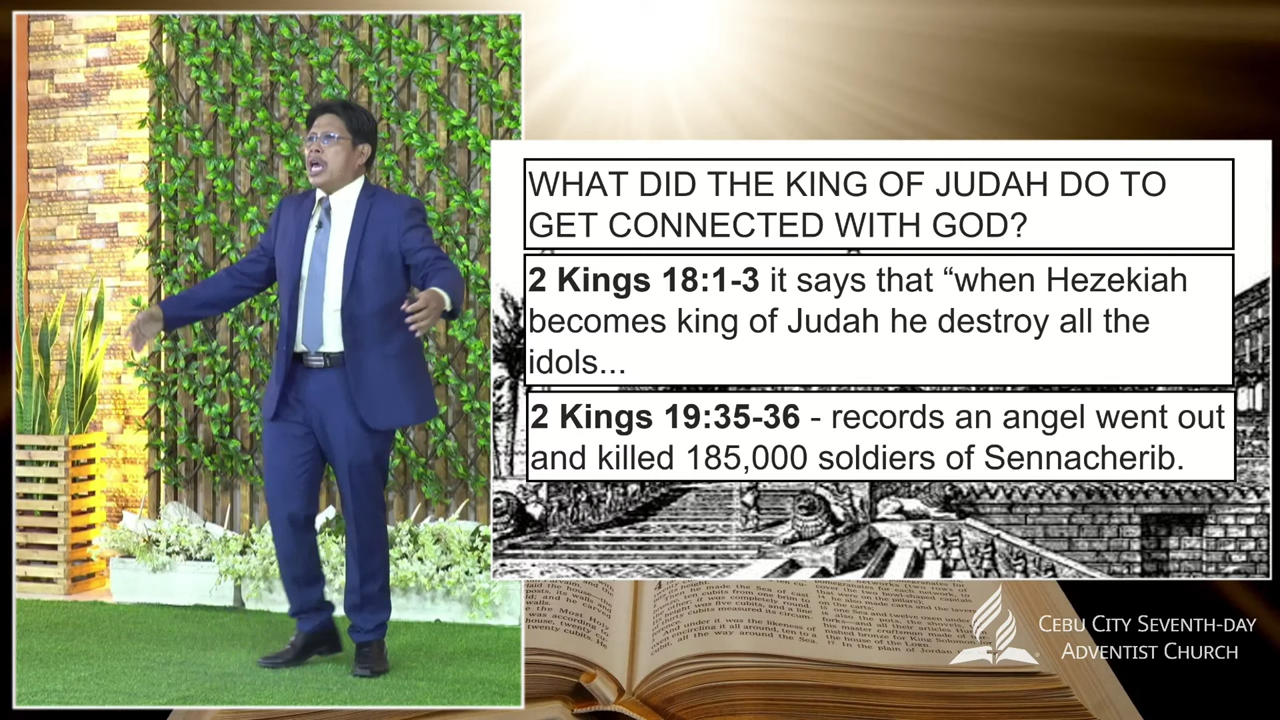 WHAT DID THE KING OF JUDAH DO TO
GET CONNECTED WITH GOD?
2 Kings 18:1-3 it says that “when Hezekiah
becomes king of Judah he destroy all the
idols...
2 Kings 19:35-36 - records an angel went out
and killed 185,000 soldiers of Sennacherib.
CEBU CITY SEVENTH-DAY
ADVENTIST CHURCH